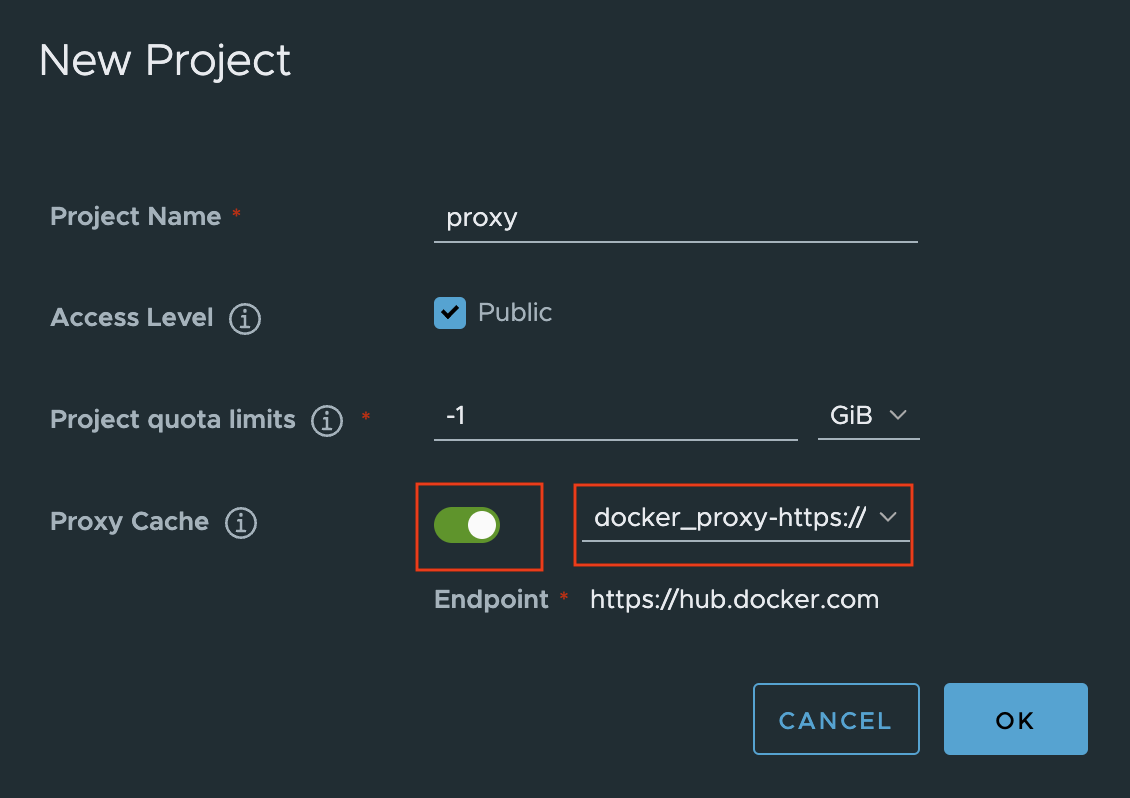 New Project
Project Name * proxy
Access Level Public
Project quota limits * -1 GiB
Proxy Cache docker_proxy-https://
Endpoint * https://hub.docker.com
CANCEL OK